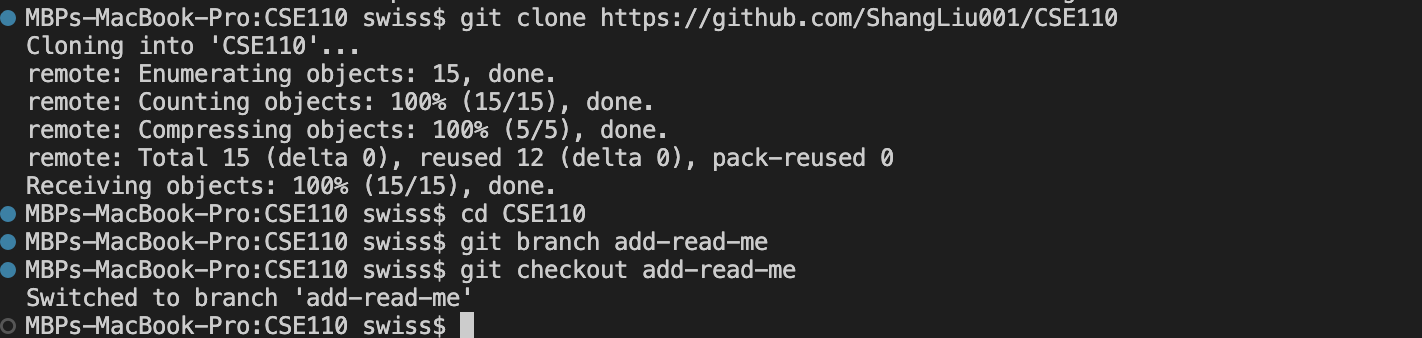 MBPs-MacBook-Pro:CSE110 swiss$ git clone https://github.com/ShangLiu001/CSE110
Cloning into 'CSE110'...
remote: Enumerating objects: 15, done.
remote: Counting objects: 100% (15/15), done.
remote: Compressing objects: 100% (5/5), done.
remote: Total 15 (delta 0), reused 12 (delta 0), pack-reused 0
Receiving objects: 100% (15/15), done.
MBPs-MacBook-Pro:CSE110 swiss$ cd CSE110
MBPs-MacBook-Pro:CSE110 swiss$ git branch add-read-me
MBPs-MacBook-Pro:CSE110 swiss$ git checkout add-read-me
Switched to branch 'add-read-me'
MBPs-MacBook-Pro:CSE110 swiss$